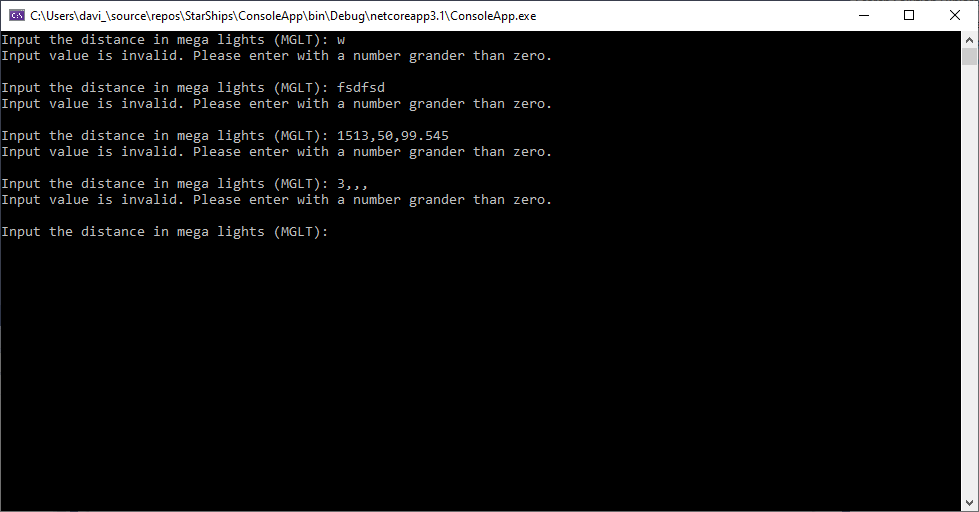 C:\Users\davi_\source\repos\StarShips\ConsoleApp\bin\Debug\netcoreapp3.1\ConsoleApp.exe
Input the distance in mega lights (MGLT): w
Input value is invalid. Please enter with a number grander than zero.
Input the distance in mega lights (MGLT): fsdfsd
Input value is invalid. Please enter with a number grander than zero.
Input the distance in mega lights (MGLT): 1513,50,99.545
Input value is invalid. Please enter with a number grander than zero.
Input the distance in mega lights (MGLT): 3,,,
Input value is invalid. Please enter with a number grander than zero.
Input the distance in mega lights (MGLT):